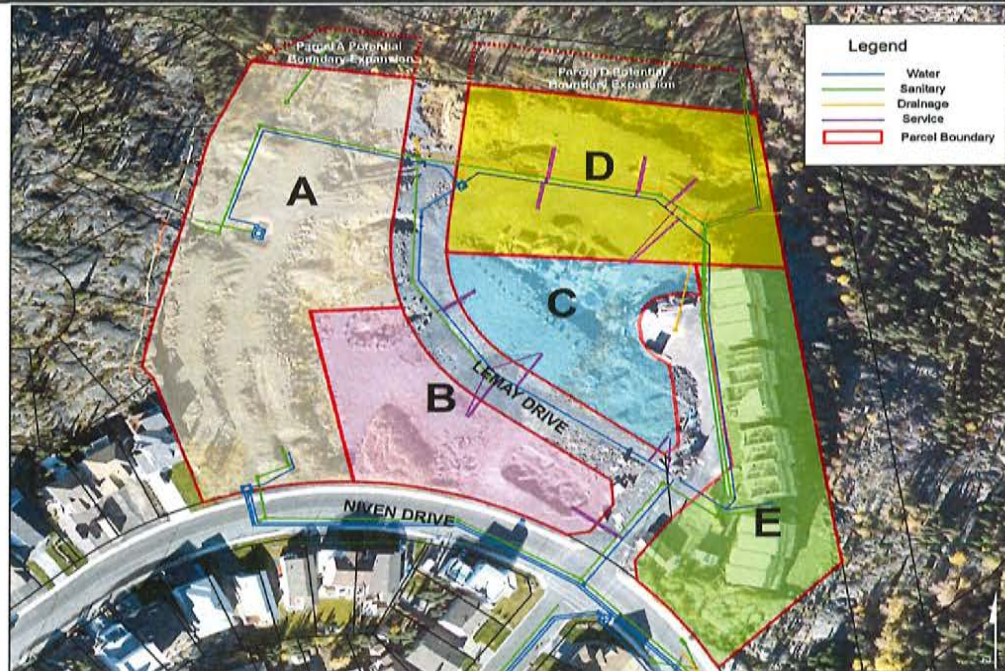 Parcel A Potential
Boundary Expansion
Parcel D Potential
Boundary Expansion
Legend
Water
Sanitary
Drainage
Service
Parcel Boundary
A
D
C
B
LEMAY DRIVE
NIVEN DRIVE
E